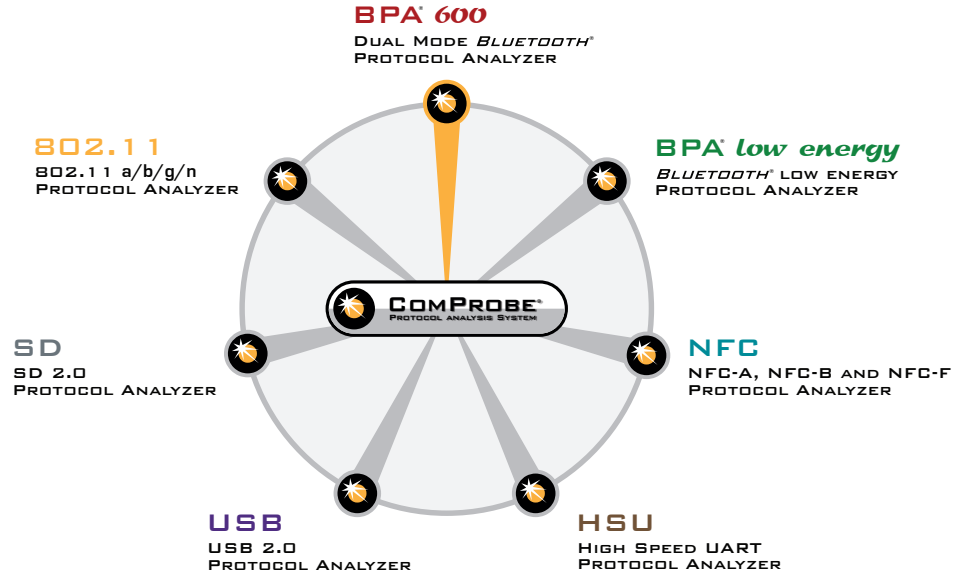 BPA® 600
Dual Mode Bluetooth®
Protocol Analyzer
802.11
802.11 a/b/g/n
Protocol Analyzer
BPA® low energy
Bluetooth® low energy
Protocol Analyzer
ComProbe®
Protocol Analysis System
SD
SD 2.0
Protocol Analyzer
NFC
NFC-A, NFC-B and NFC-F
Protocol Analyzer
USB
USB 2.0
Protocol Analyzer
HSU
High Speed UART
Protocol Analyzer